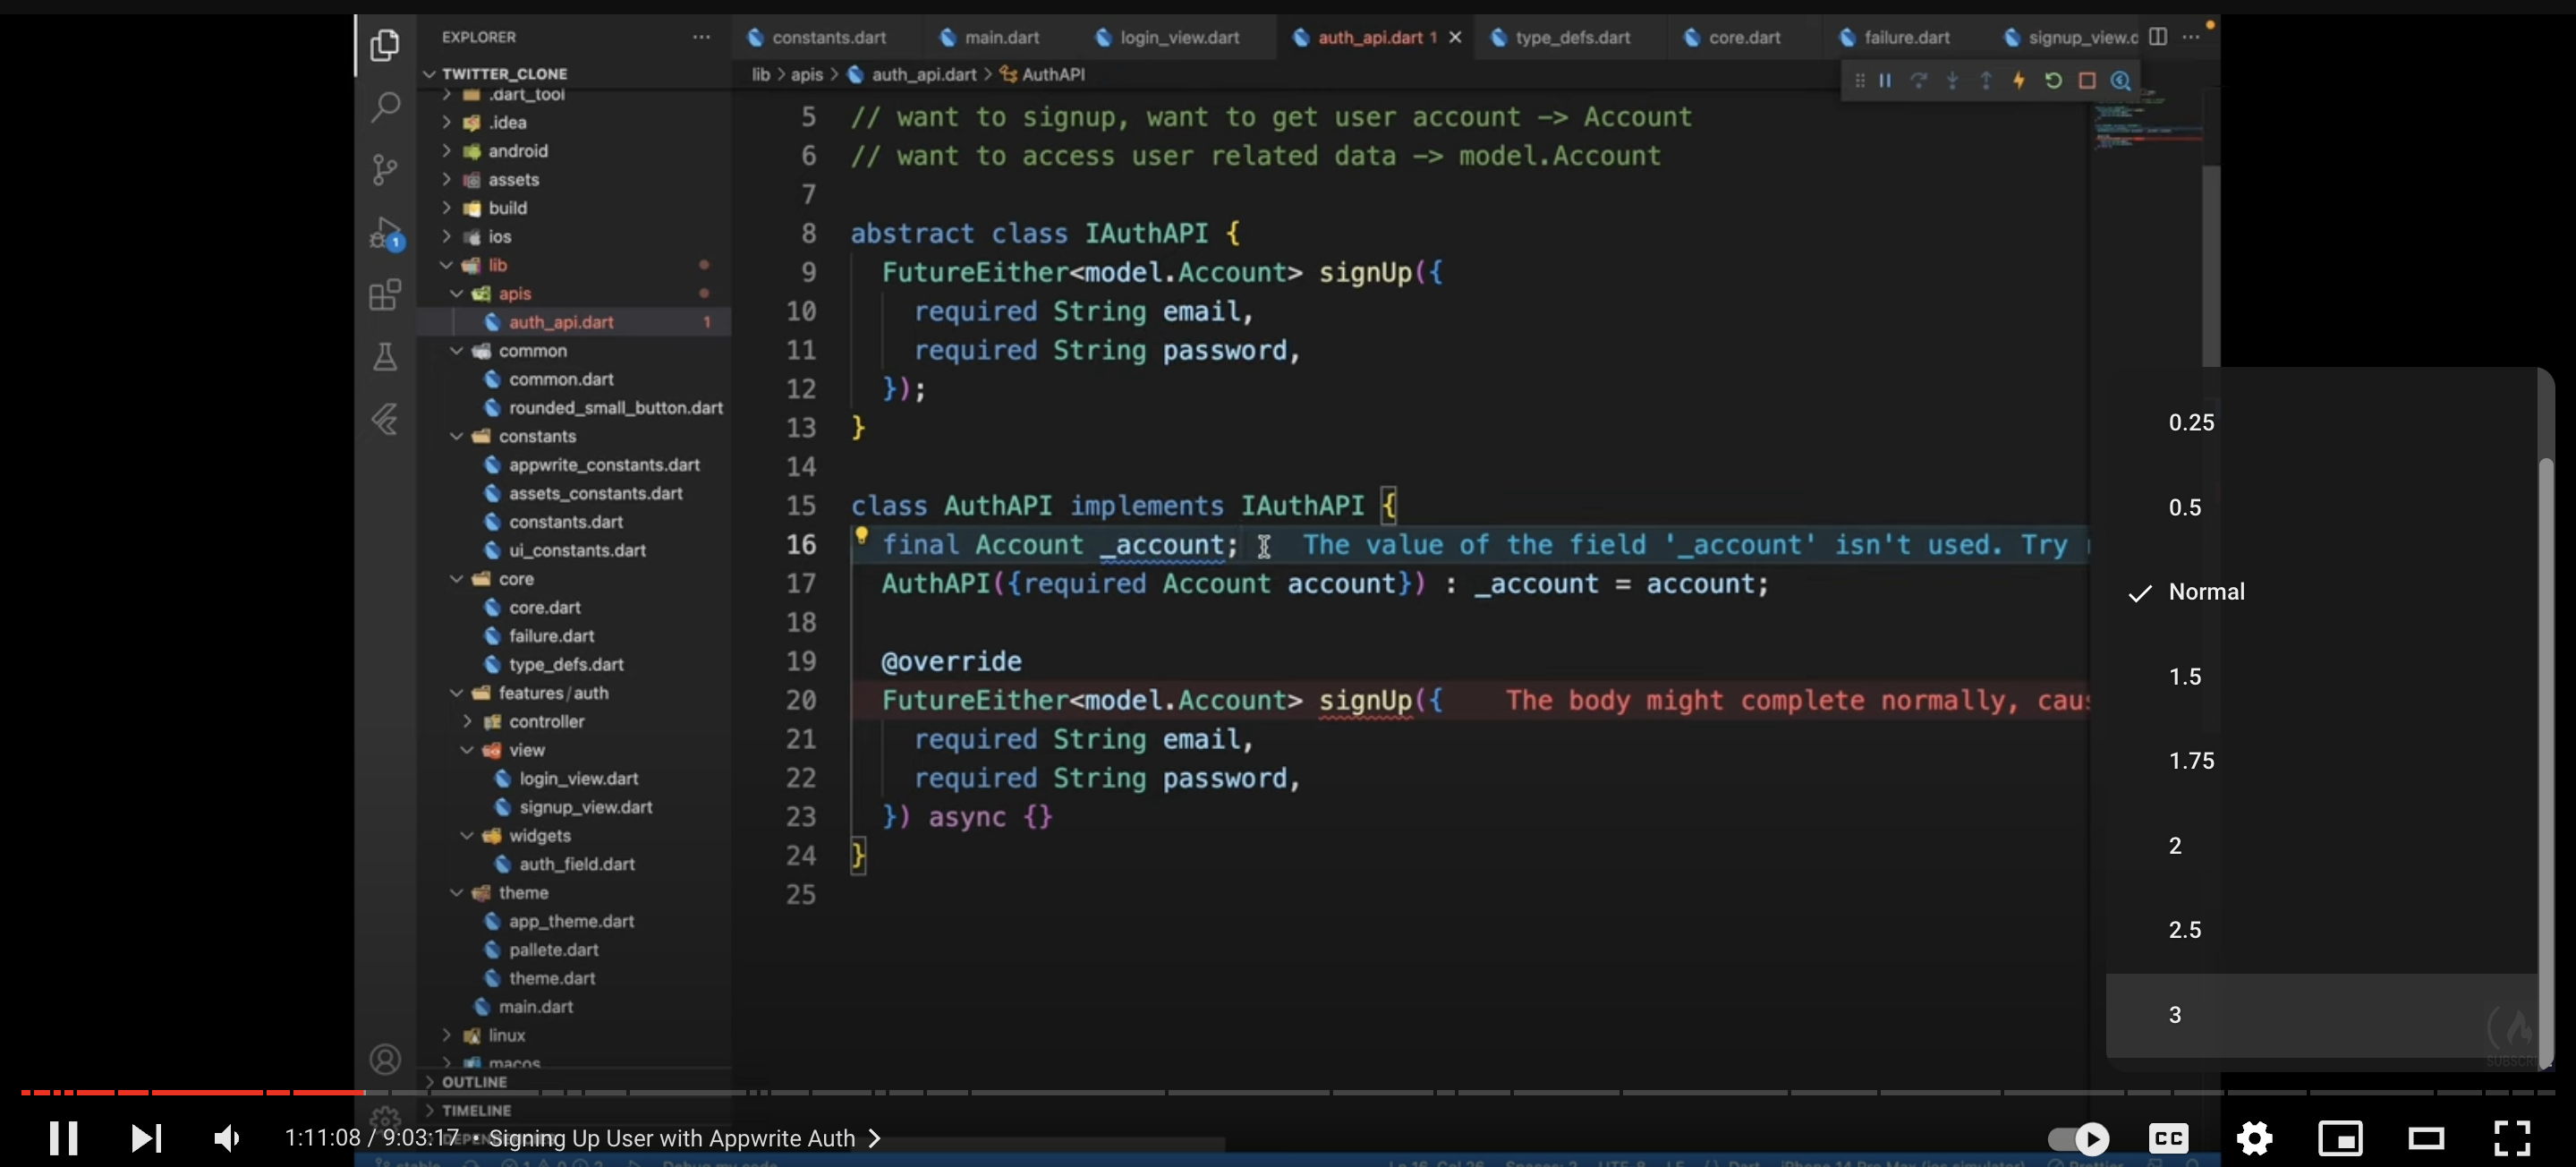 EXPLORER
TWITTER_CLONE
.dart_tool
.idea
android
assets
build
ios
lib
apis
auth_api.dart 1
common
common.dart
rounded_small_button.dart
constants
appwrite_constants.dart
assets_constants.dart
constants.dart
ui_constants.dart
core
core.dart
failure.dart
type_defs.dart
features/auth
controller
view
login_view.dart
signup_view.dart
widgets
auth_field.dart
theme
app_theme.dart
pallete.dart
theme.dart
main.dart
linux
macos
OUTLINE
TIMELINE
1
constants.dart main.dart login_view.dart auth_api.dart 1 type_defs.dart core.dart failure.dart signup_view.d
lib > apis > auth_api.dart > AuthAPI
5 // want to signup, want to get user account -> Account
6 // want to access user related data -> model.Account
7
8 abstract class IAuthAPI {
9 FutureEither<model.Account> signUp({
10 required String email,
11 required String password,
12 });
13 }
14
15 class AuthAPI implements IAuthAPI {
16 final Account _account; The value of the field '_account' isn't used. Try
17 AuthAPI({required Account account}) : _account = account;
18
19 @override
20 FutureEither<model.Account> signUp({ The body might complete normally, caus
21 required String email,
22 required String password,
23 }) async {}
24 }
25
0.25
0.5
Normal
1.5
1.75
2
2.5
3
1:11:08 / 9:03:17 • Signing Up User with Appwrite Auth
CC